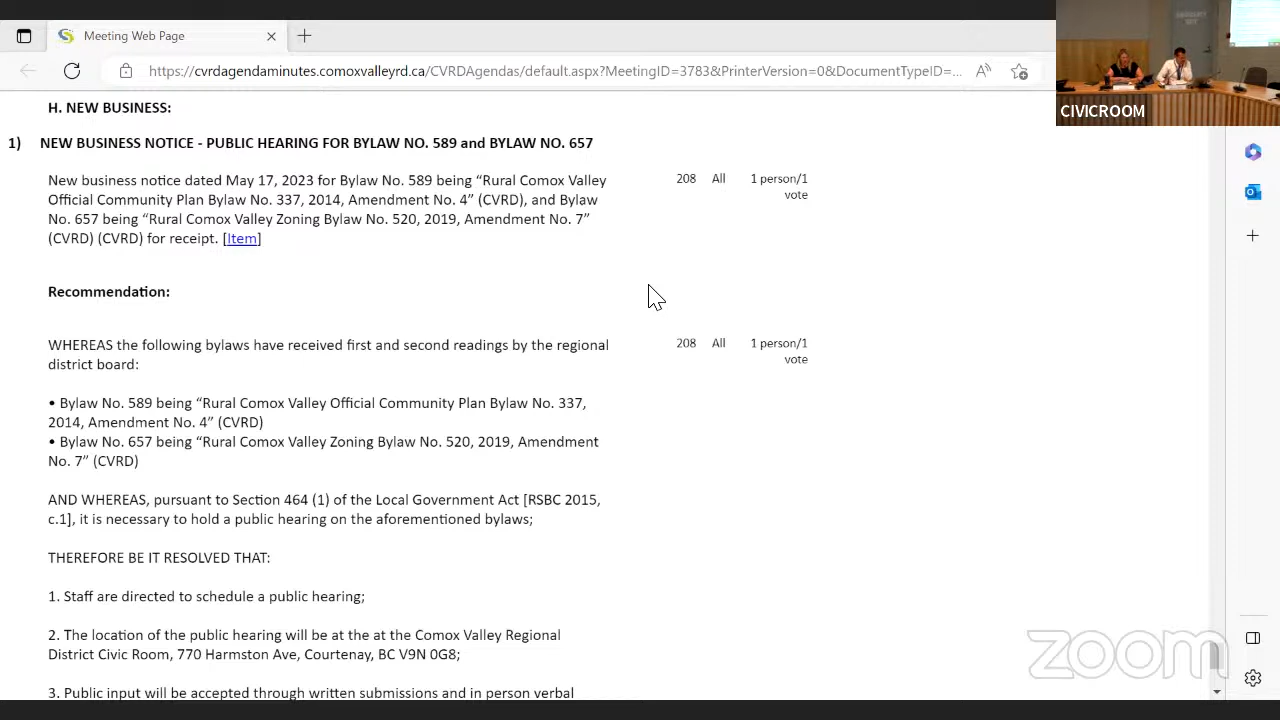 Meeting Web Page
https://cvrdagendaminutes.comoxvalleyrd.ca/CVRDAgendas/default.aspx?MeetingID=3783&PrinterVersion=0&DocumentTypeID=...
CIVICROOM
H. NEW BUSINESS:
1) NEW BUSINESS NOTICE - PUBLIC HEARING FOR BYLAW NO. 589 and BYLAW NO. 657
New business notice dated May 17, 2023 for Bylaw No. 589 being “Rural Comox Valley 208 All 1 person/1
Official Community Plan Bylaw No. 337, 2014, Amendment No. 4” (CVRD), and Bylaw vote
No. 657 being “Rural Comox Valley Zoning Bylaw No. 520, 2019, Amendment No. 7”
(CVRD) (CVRD) for receipt. [Item]
Recommendation:
WHEREAS the following bylaws have received first and second readings by the regional 208 All 1 person/1
district board: vote
• Bylaw No. 589 being “Rural Comox Valley Official Community Plan Bylaw No. 337,
2014, Amendment No. 4” (CVRD)
• Bylaw No. 657 being “Rural Comox Valley Zoning Bylaw No. 520, 2019, Amendment
No. 7” (CVRD)
AND WHEREAS, pursuant to Section 464 (1) of the Local Government Act [RSBC 2015,
c.1], it is necessary to hold a public hearing on the aforementioned bylaws;
THEREFORE BE IT RESOLVED THAT:
1. Staff are directed to schedule a public hearing;
2. The location of the public hearing will be at the at the Comox Valley Regional
District Civic Room, 770 Harmston Ave, Courtenay, BC V9N 0G8;
3. Public input will be accepted through written submissions and in person verbal
zoom